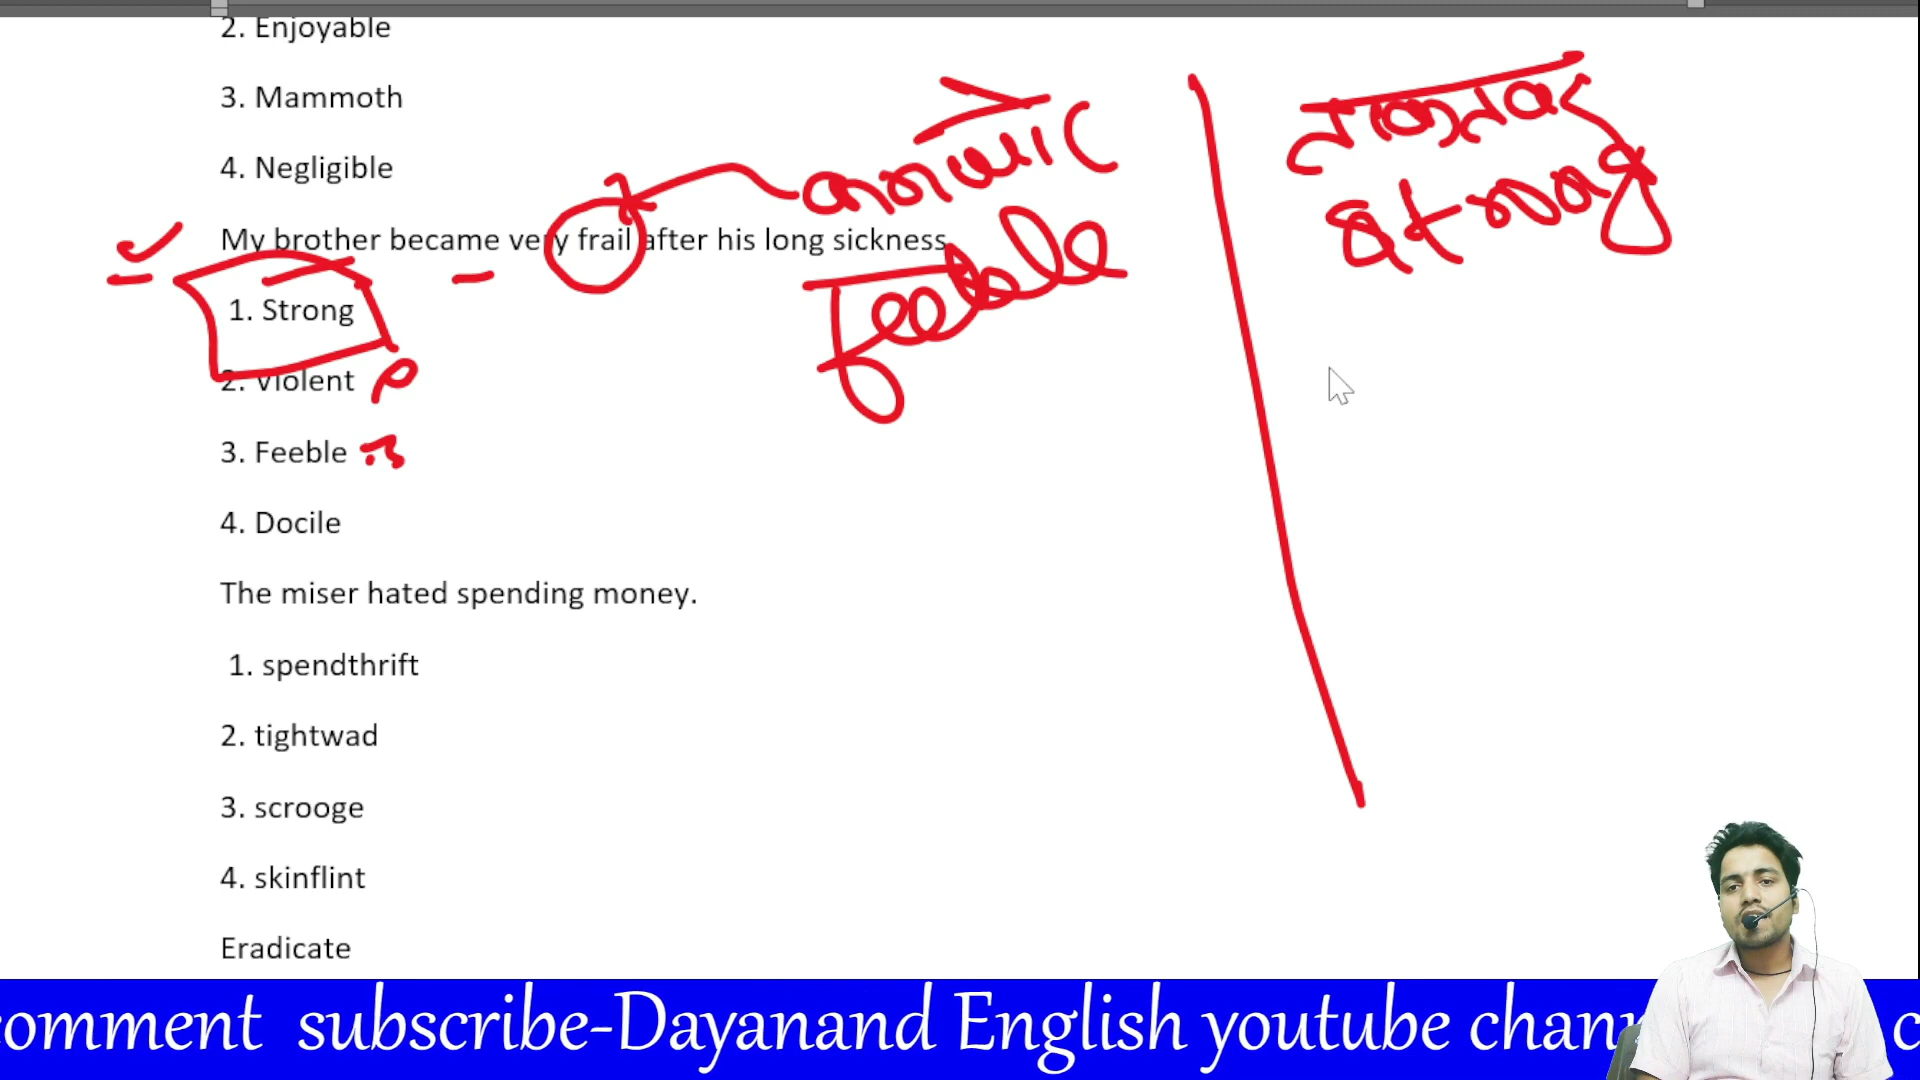 2. Enjoyable
3. Mammoth
4. Negligible
My brother became very frail after his long sickness.
feeble
strong
1. Strong
2. Violent
3. Feeble
4. Docile
The miser hated spending money.
1. spendthrift
2. tightwad
3. scrooge
4. skinflint
Eradicate
comment subscribe-Dayanand English youtube chann